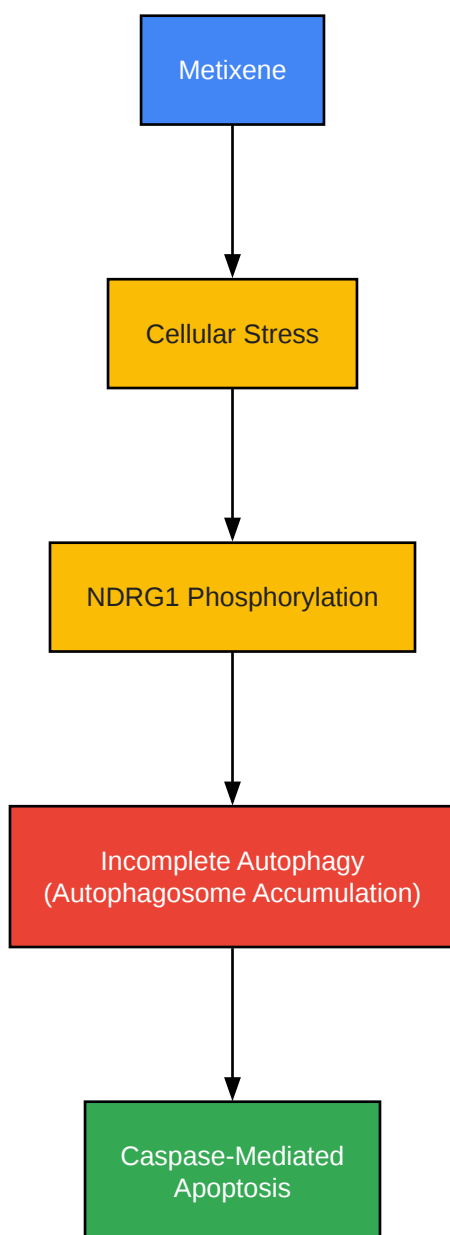 Metixene
Cellular Stress
NDRG1 Phosphorylation
Incomplete Autophagy
(Autophagosome Accumulation)
Caspase-Mediated
Apoptosis